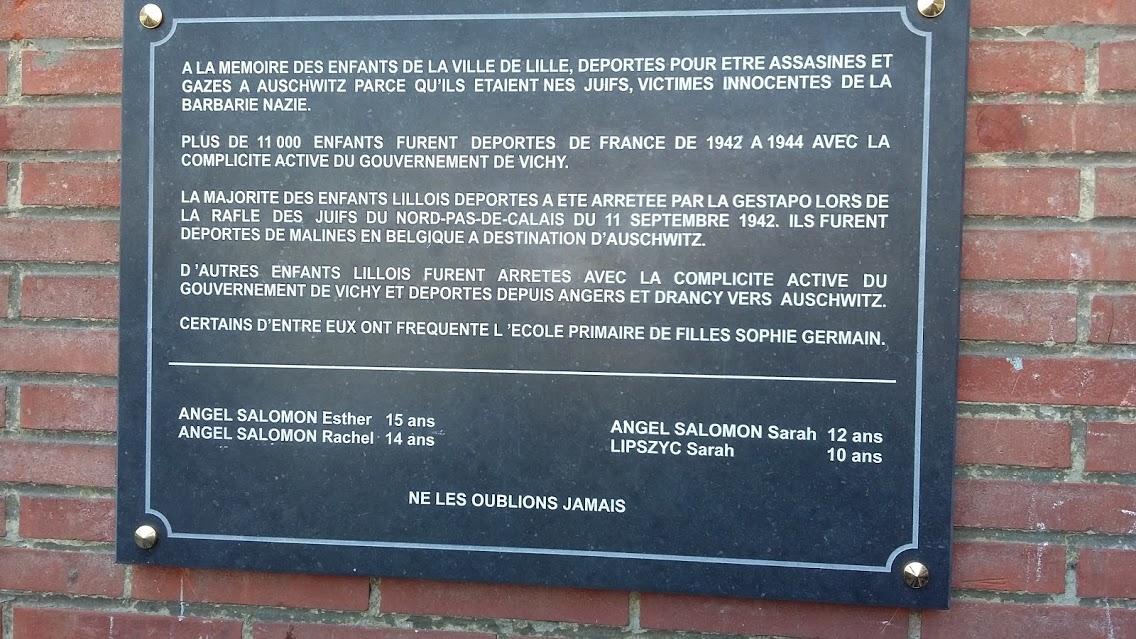 A LA MEMOIRE DES ENFANTS DE LA VILLE DE LILLE, DEPORTES POUR ETRE ASSASINES ET
GAZES A AUSCHWITZ PARCE QU'ILS ETAIENT NES JUIFS, VICTIMES INNOCENTES DE LA
BARBARIE NAZIE.
PLUS DE 11 000 ENFANTS FURENT DEPORTES DE FRANCE DE 1942 A 1944 AVEC LA
COMPLICITE ACTIVE DU GOUVERNEMENT DE VICHY.
LA MAJORITE DES ENFANTS LILLOIS DEPORTES A ETE ARRETEE PAR LA GESTAPO LORS DE
LA RAFLE DES JUIFS DU NORD-PAS-DE-CALAIS DU 11 SEPTEMBRE 1942. ILS FURENT
DEPORTES DE MALINES EN BELGIQUE A DESTINATION D'AUSCHWITZ.
D 'AUTRES ENFANTS LILLOIS FURENT ARRETES AVEC LA COMPLICITE ACTIVE DU
GOUVERNEMENT DE VICHY ET DEPORTES DEPUIS ANGERS ET DRANCY VERS AUSCHWITZ.
CERTAINS D'ENTRE EUX ONT FREQUENTE L 'ECOLE PRIMAIRE DE FILLES SOPHIE GERMAIN.
ANGEL SALOMON Esther 15 ans
ANGEL SALOMON Rachel 14 ans
ANGEL SALOMON Sarah 12 ans
LIPSZYC Sarah 10 ans
NE LES OUBLIONS JAMAIS